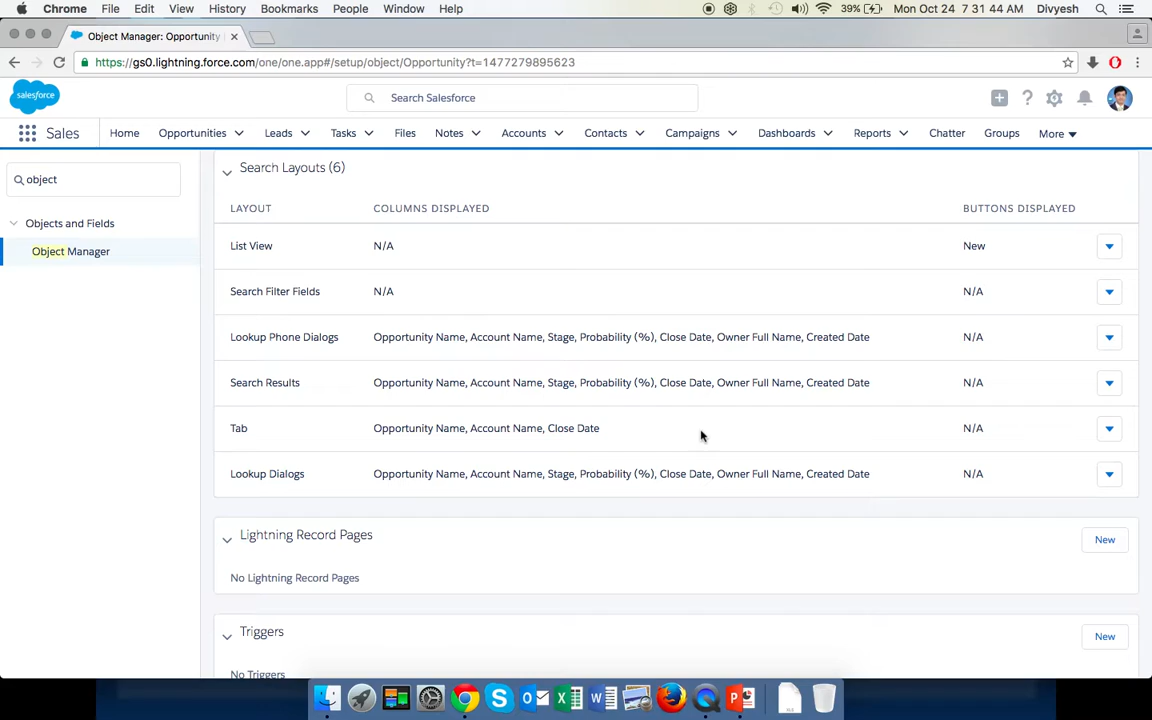 Chrome File Edit View History Bookmarks People Window Help 39% Mon Oct 24 7 31 44 AM Divyesh
Object Manager: Opportunity
https://gs0.lightning.force.com/one/one.app#/setup/object/Opportunity?t=1477279895623
salesforce Search Salesforce
Sales Home Opportunities Leads Tasks Files Notes Accounts Contacts Campaigns Dashboards Reports Chatter Groups More
object
Objects and Fields
Object Manager
Search Layouts (6)
LAYOUT COLUMNS DISPLAYED BUTTONS DISPLAYED
List View N/A New
Search Filter Fields N/A N/A
Lookup Phone Dialogs Opportunity Name, Account Name, Stage, Probability (%), Close Date, Owner Full Name, Created Date N/A
Search Results Opportunity Name, Account Name, Stage, Probability (%), Close Date, Owner Full Name, Created Date N/A
Tab Opportunity Name, Account Name, Close Date N/A
Lookup Dialogs Opportunity Name, Account Name, Stage, Probability (%), Close Date, Owner Full Name, Created Date N/A
Lightning Record Pages New
No Lightning Record Pages
Triggers New
No Triggers